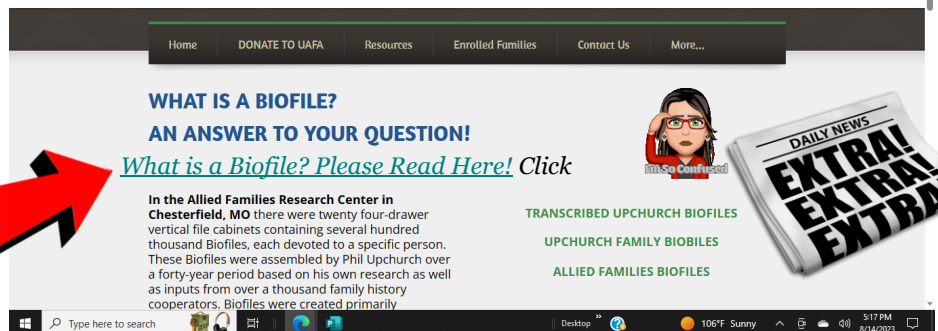 Home DONATE TO UAFA Resources Enrolled Families Contact Us More...
WHAT IS A BIOFILE?
AN ANSWER TO YOUR QUESTION!
What is a Biofile? Please Read Here! Click
In the Allied Families Research Center in
Chesterfield, MO there were twenty four-drawer
vertical file cabinets containing several hundred
thousand Biofiles, each devoted to a specific person.
These Biofiles were assembled by Phil Upchurch over
a forty-year period based on his own research as well
as inputs from over a thousand family history
cooperators. Biofiles were created primarily
I'm So Confused
TRANSCRIBED UPCHURCH BIOFILES
UPCHURCH FAMILY BIOBILES
ALLIED FAMILIES BIOFILES
DAILY NEWS
EXTRA!
EXTRA!
EXTRA
Type here to search
Desktop
106°F Sunny
5:17 PM
8/14/2023